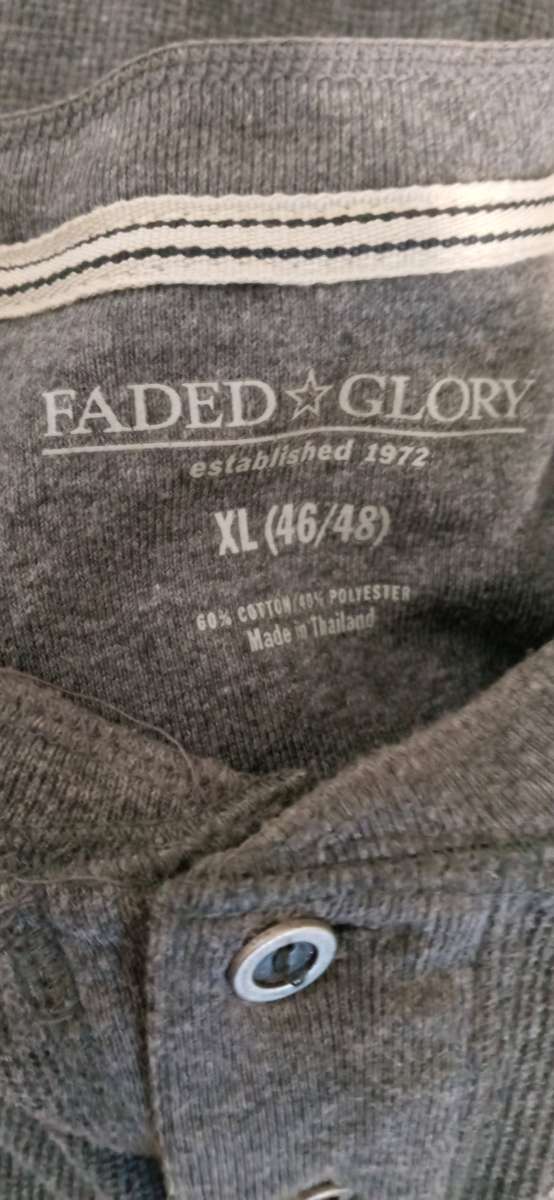 FADED☆GLORY
established 1972
XL (46/48)
60% COTTON/40% POLYESTER
Made in Thailand